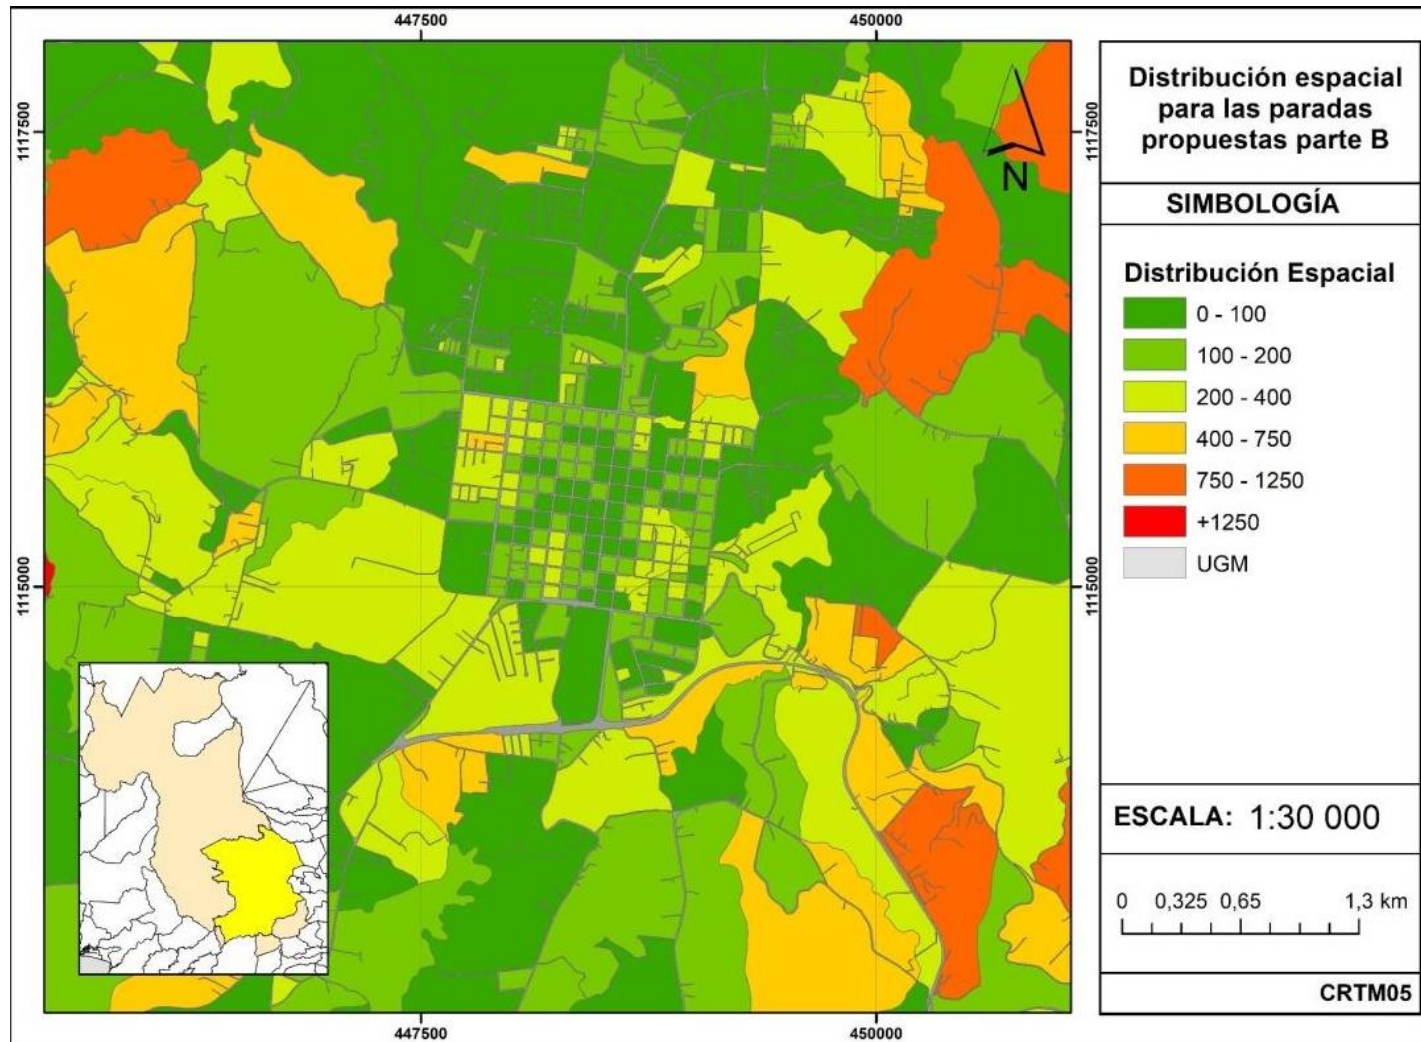 447500
450000
1117500
1117500
1115000
1115000
447500
450000
N
Distribución espacial
para las paradas
propuestas parte B
SIMBOLOGÍA
Distribución Espacial
0 - 100
100 - 200
200 - 400
400 - 750
750 - 1250
+1250
UGM
ESCALA: 1:30 000
0 0,325 0,65 1,3 km
CRTM05